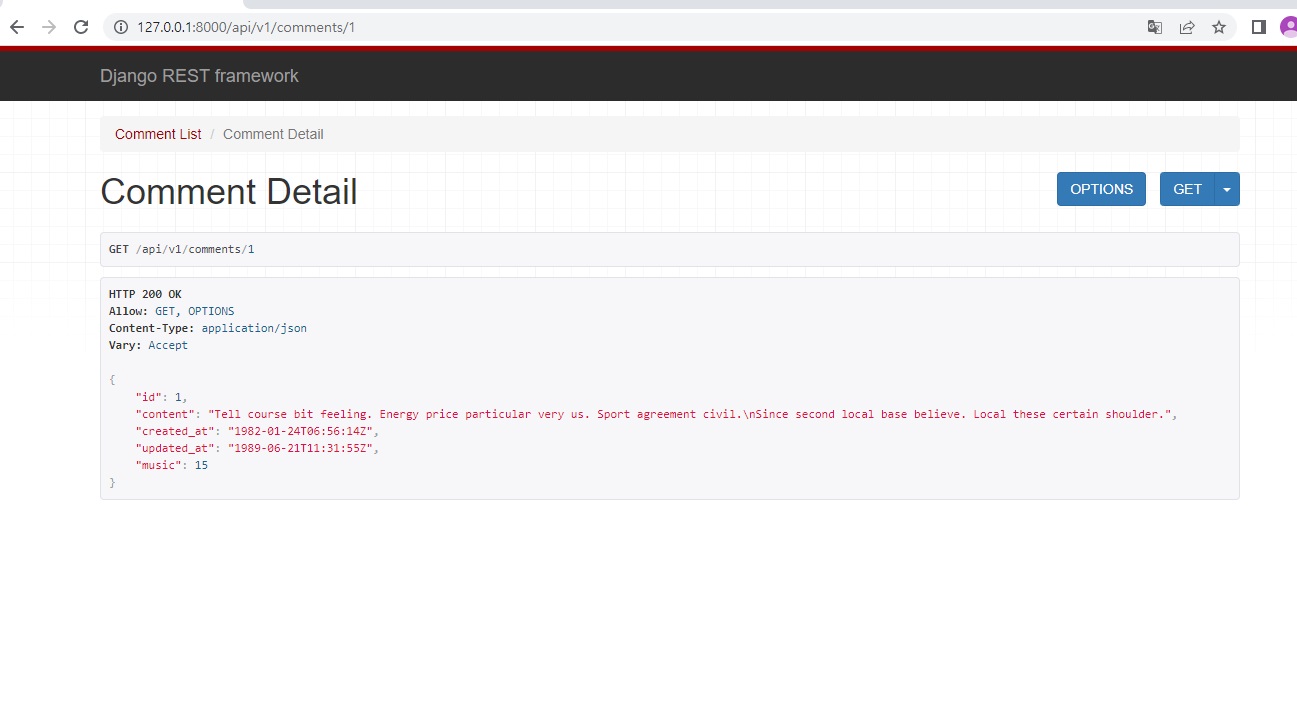 127.0.0.1:8000/api/v1/comments/1
Django REST framework
Comment List / Comment Detail
Comment Detail
OPTIONS
GET
GET /api/v1/comments/1
HTTP 200 OK
Allow: GET, OPTIONS
Content-Type: application/json
Vary: Accept
{
    "id": 1,
    "content": "Tell course bit feeling. Energy price particular very us. Sport agreement civil.\nSince second local base believe. Local these certain shoulder.",
    "created_at": "1982-01-24T06:56:14Z",
    "updated_at": "1989-06-21T11:31:55Z",
    "music": 15
}